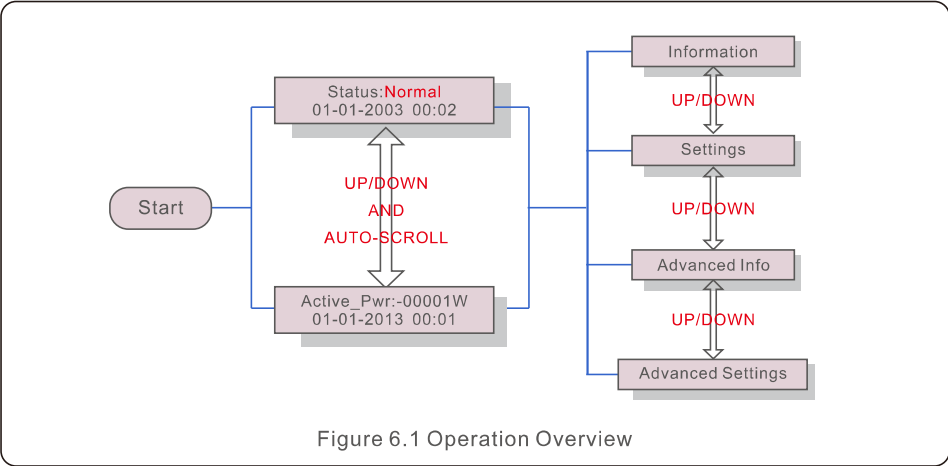 Start
Status:Normal
01-01-2003 00:02
UP/DOWN
AND
AUTO-SCROLL
Active_Pwr:-00001W
01-01-2013 00:01
Information
UP/DOWN
Settings
UP/DOWN
Advanced Info
UP/DOWN
Advanced Settings
Figure 6.1 Operation Overview